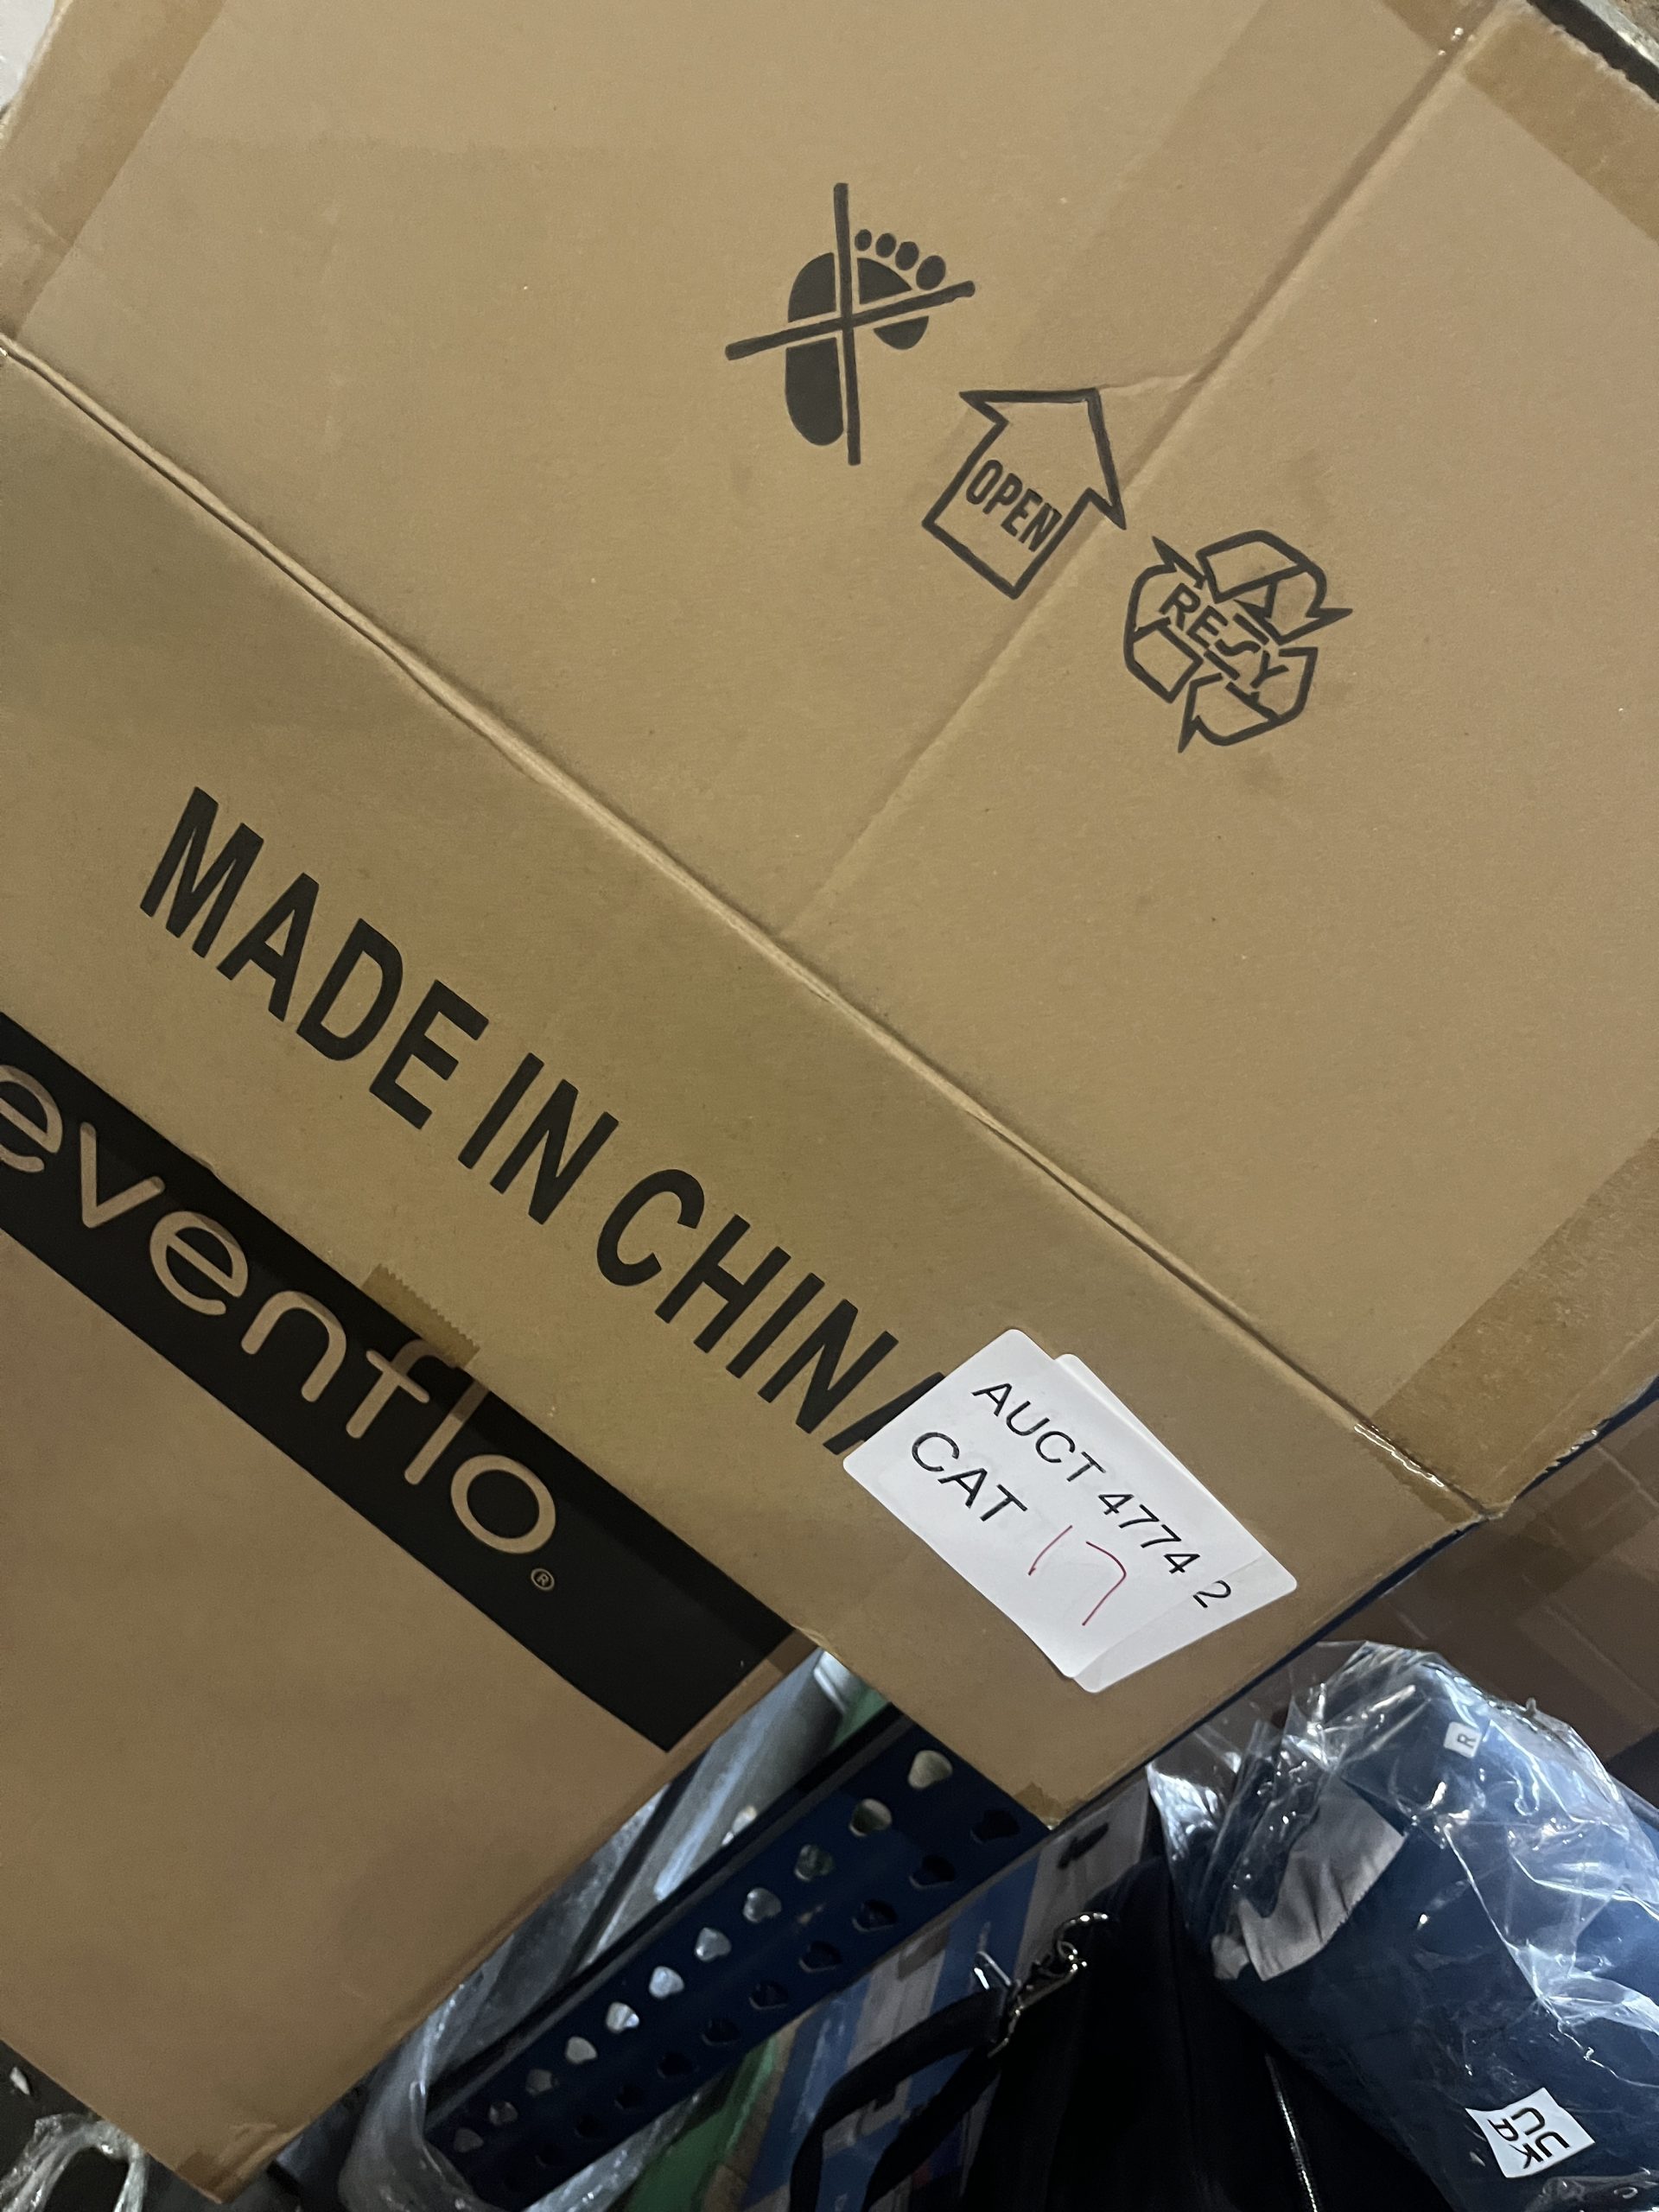 OPEN
RESY
MADE IN CHINA
evenflo®
AUCT 4774 2
CAT 17
R